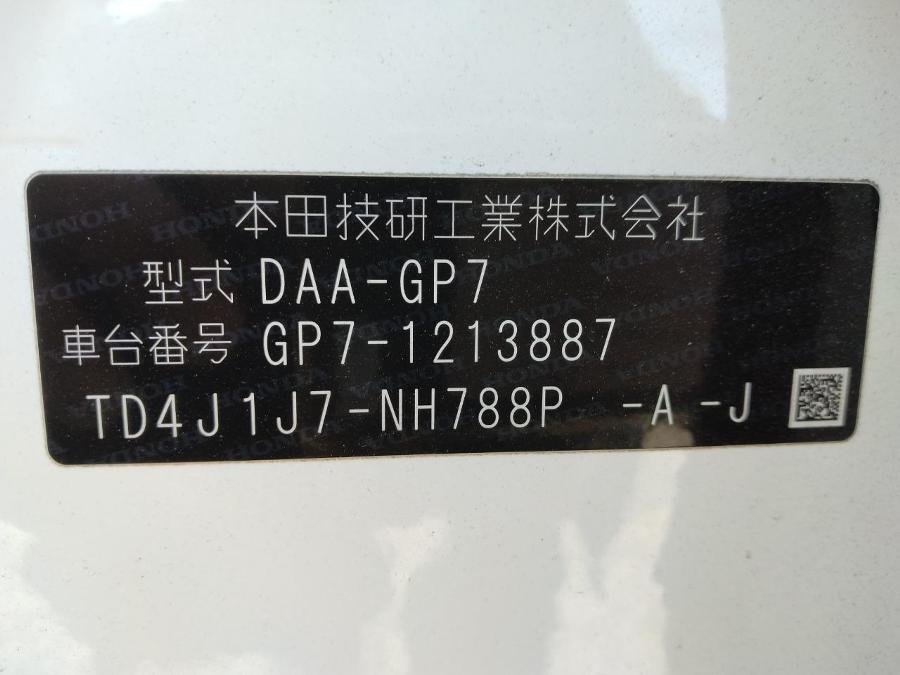 本田技研工業株式会社
型式 DAA-GP7
車台番号 GP7-1213887
TD4J1J7-NH788P -A -J